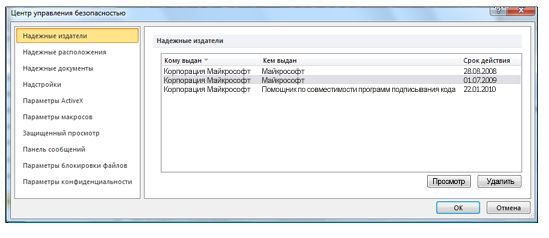 Центр управления безопасностью
Надежные издатели
Надежные расположения
Надежные документы
Надстройки
Параметры ActiveX
Параметры макросов
Защищенный просмотр
Панель сообщений
Параметры блокировки файлов
Параметры конфиденциальности
Надежные издатели
Кому выдан Кем выдан Срок действия
Корпорация Майкрософт Майкрософт 28.08.2008
Корпорация Майкрософт Майкрософт 01.07.2009
Корпорация Майкрософт Помощник по совместимости программ подписывания кода 22.01.2010
Просмотр Удалить
ОК Отмена